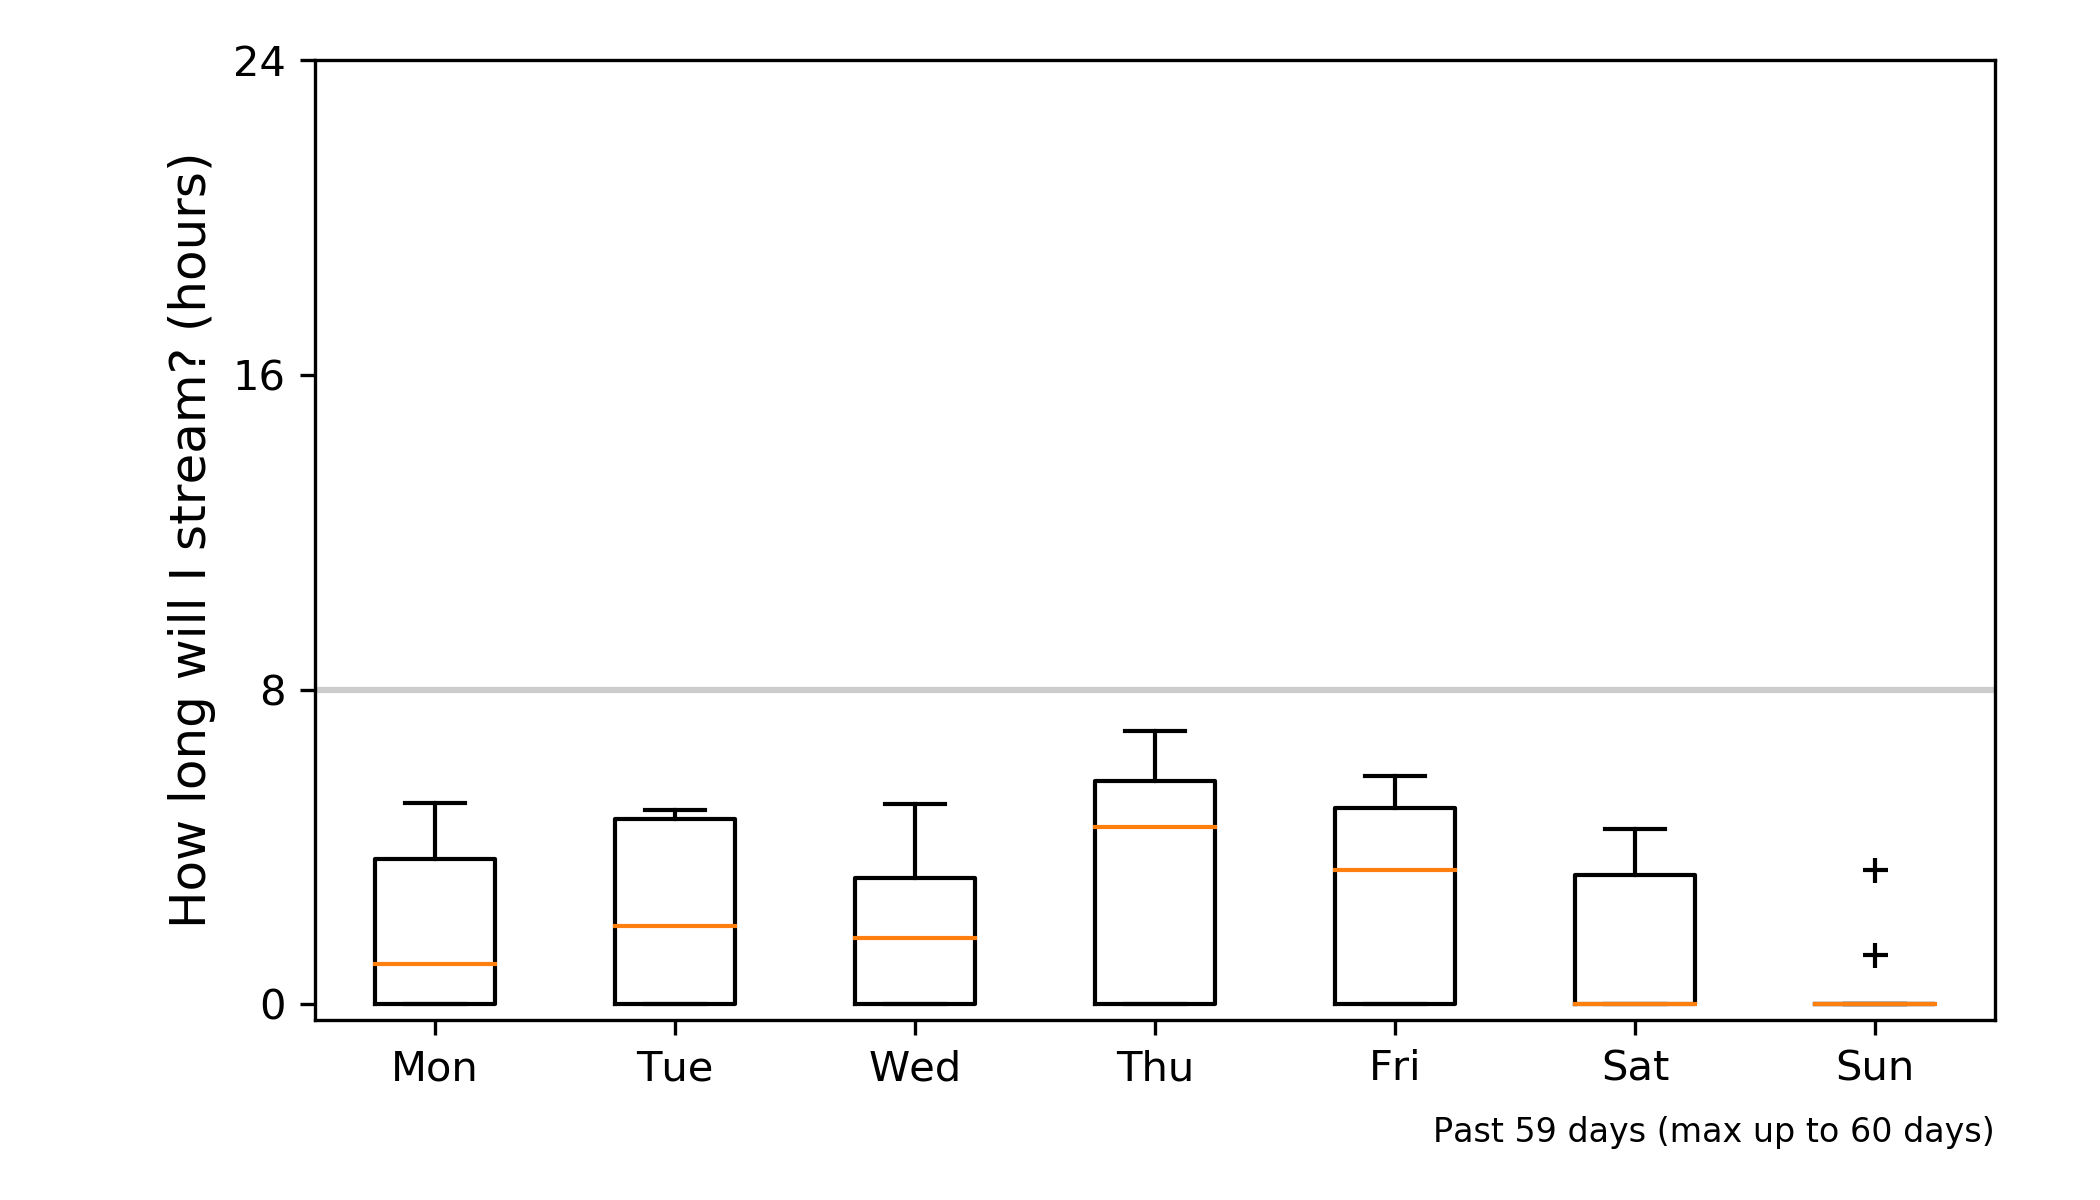 How long will I stream? (hours)
24
16
8
0
Mon Tue Wed Thu Fri Sat Sun
Past 59 days (max up to 60 days)